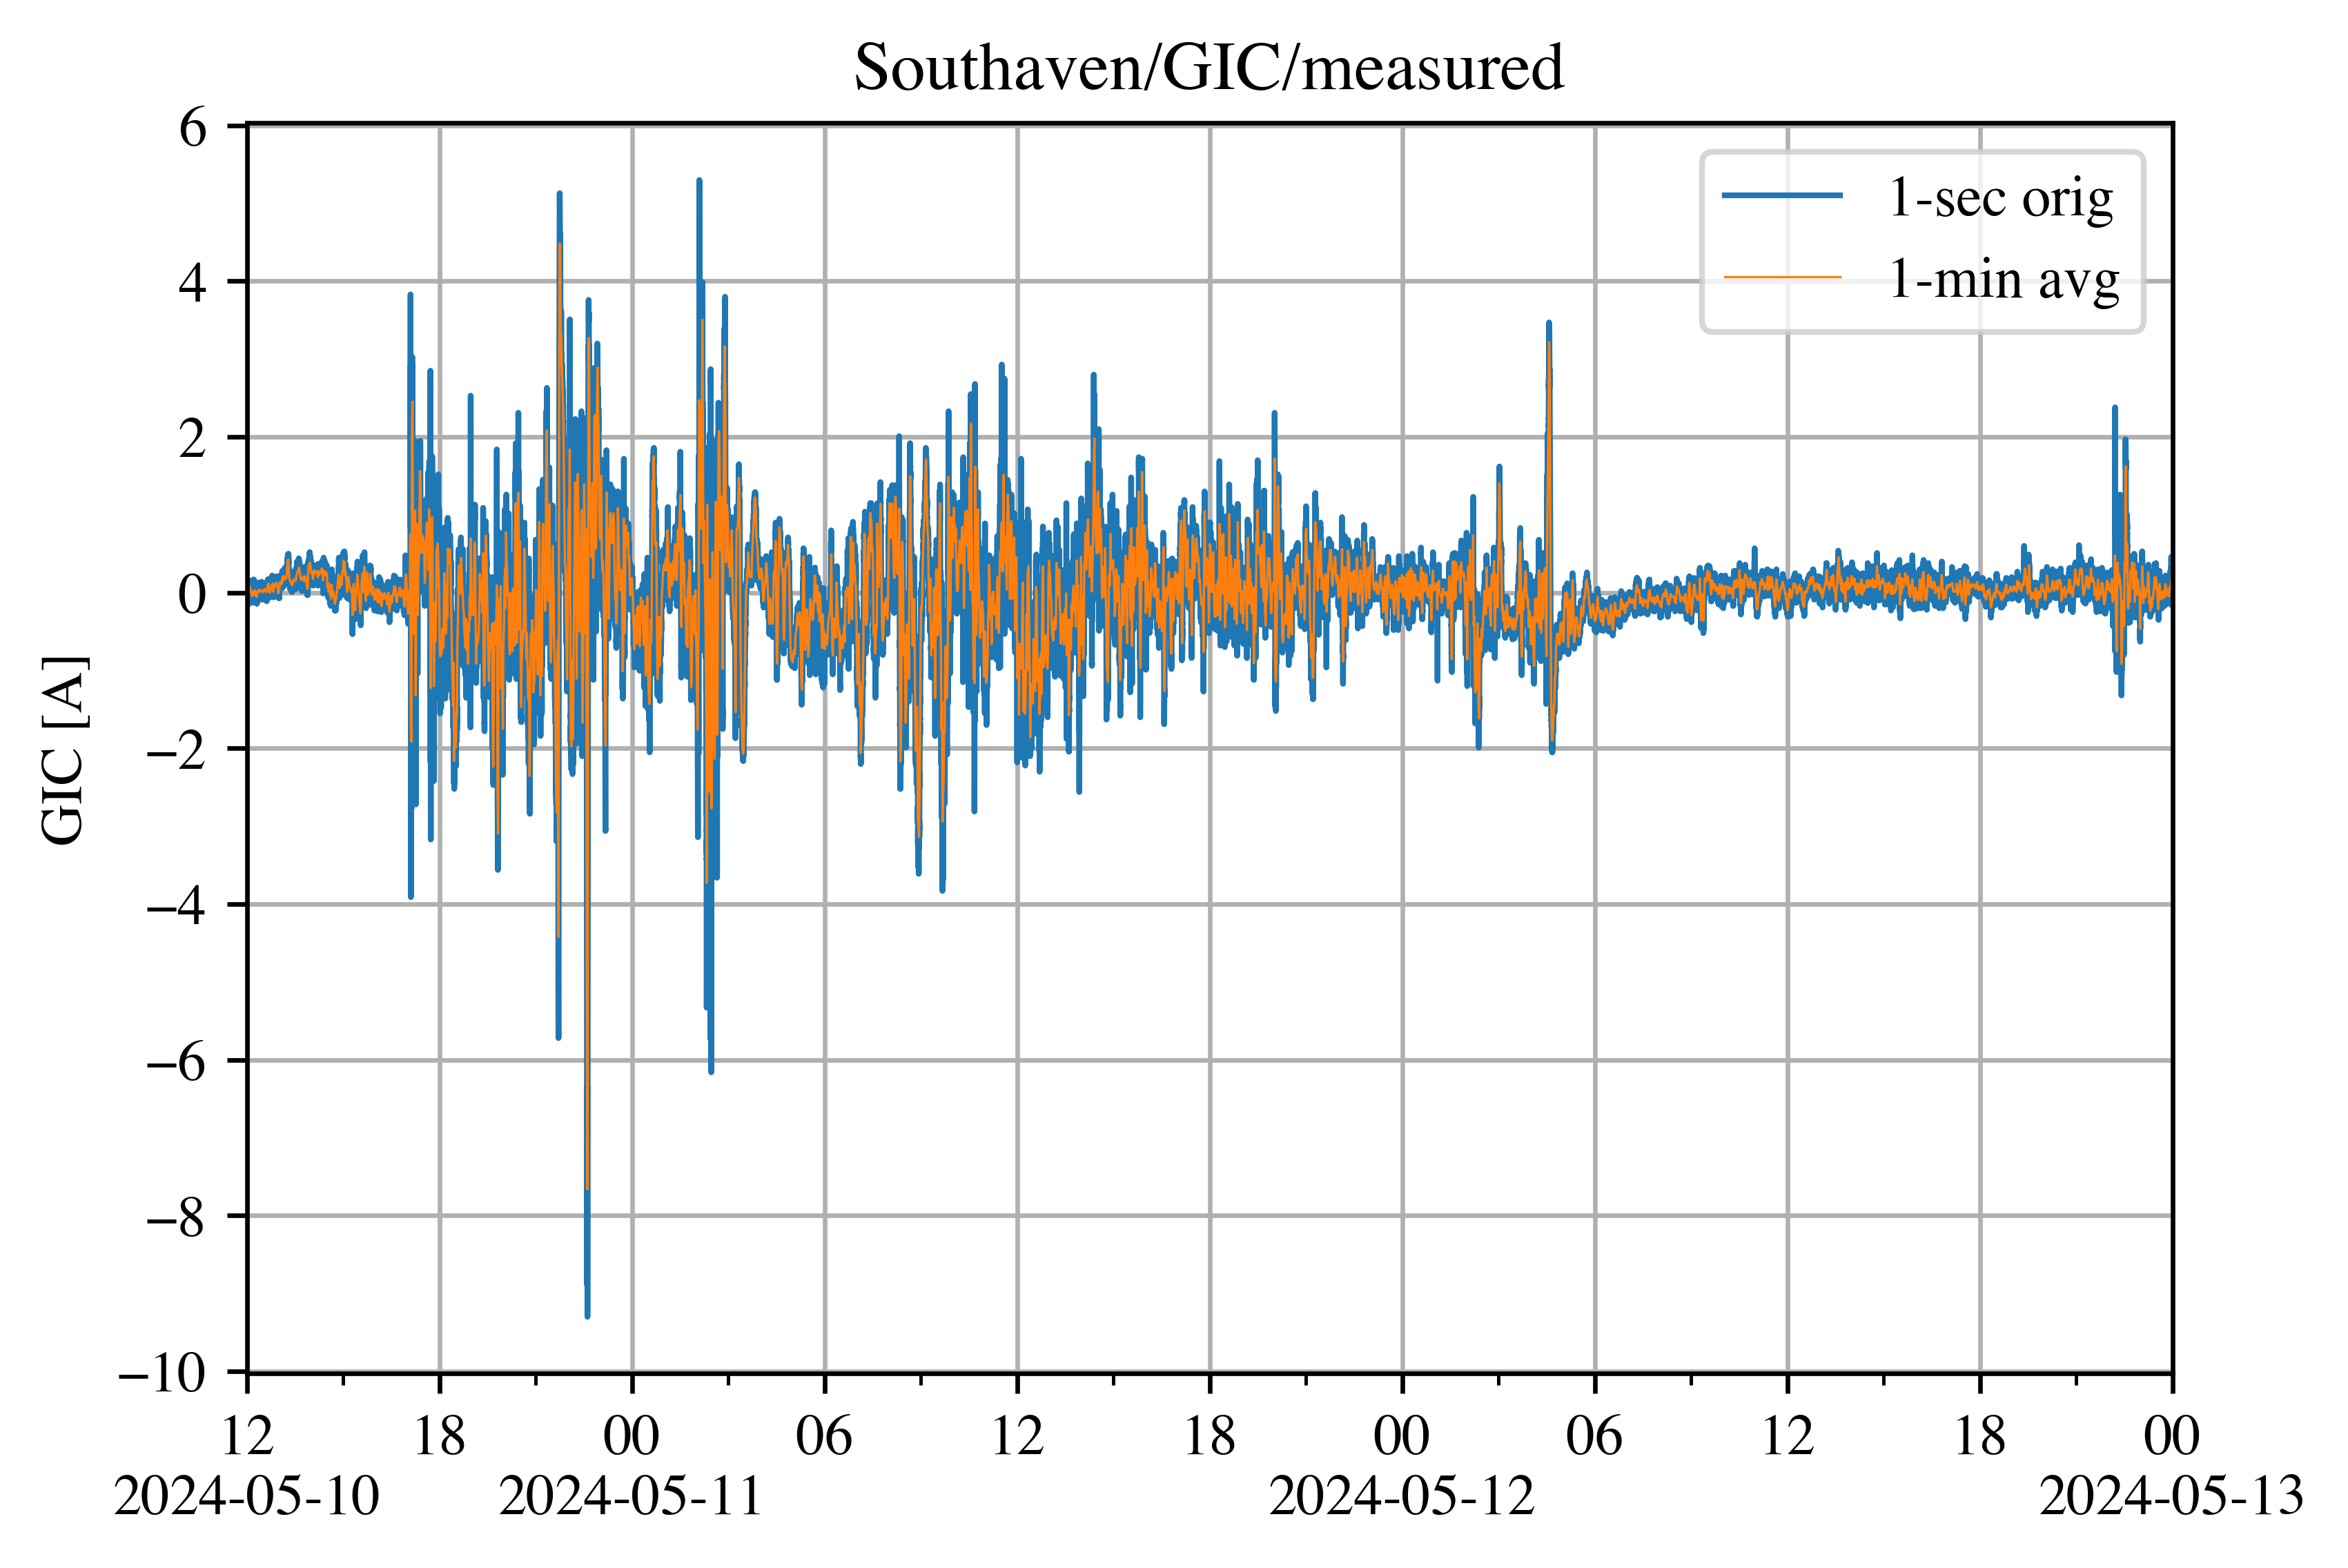 Southaven/GIC/measured
6
4
2
0
−2
−4
−6
−8
−10
GIC [A]
1-sec orig
1-min avg
12 18 00 06 12 18 00 06 12 18 00
2024-05-10 2024-05-11 2024-05-12 2024-05-13